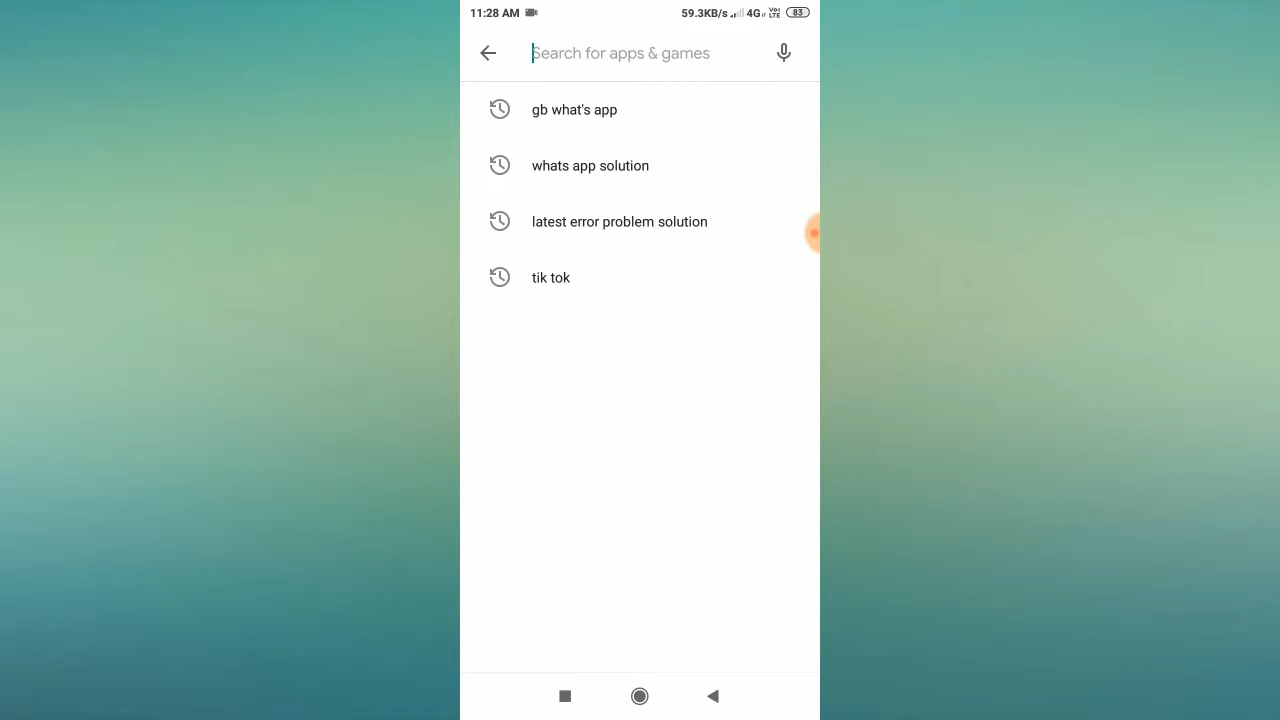 11:28 AM 59.3KB/s 4G VoLTE 83
Search for apps & games
gb what's app
whats app solution
latest error problem solution
tik tok